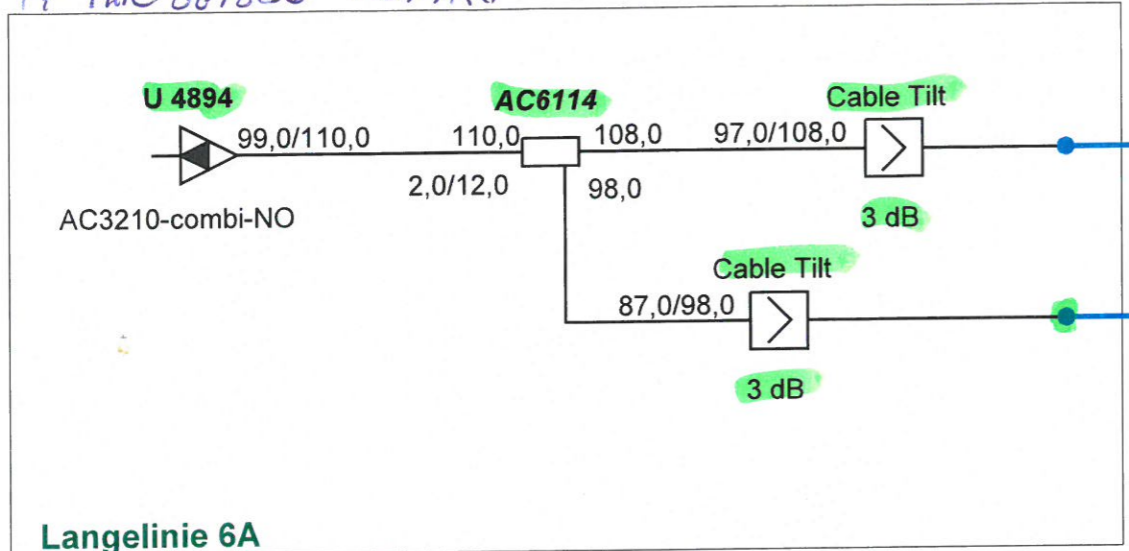 U 4894
AC6114
Cable Tilt
99,0/110,0
110,0
108,0
97,0/108,0
2,0/12,0
98,0
AC3210-combi-NO
3 dB
Cable Tilt
87,0/98,0
3 dB
Langelinie 6A